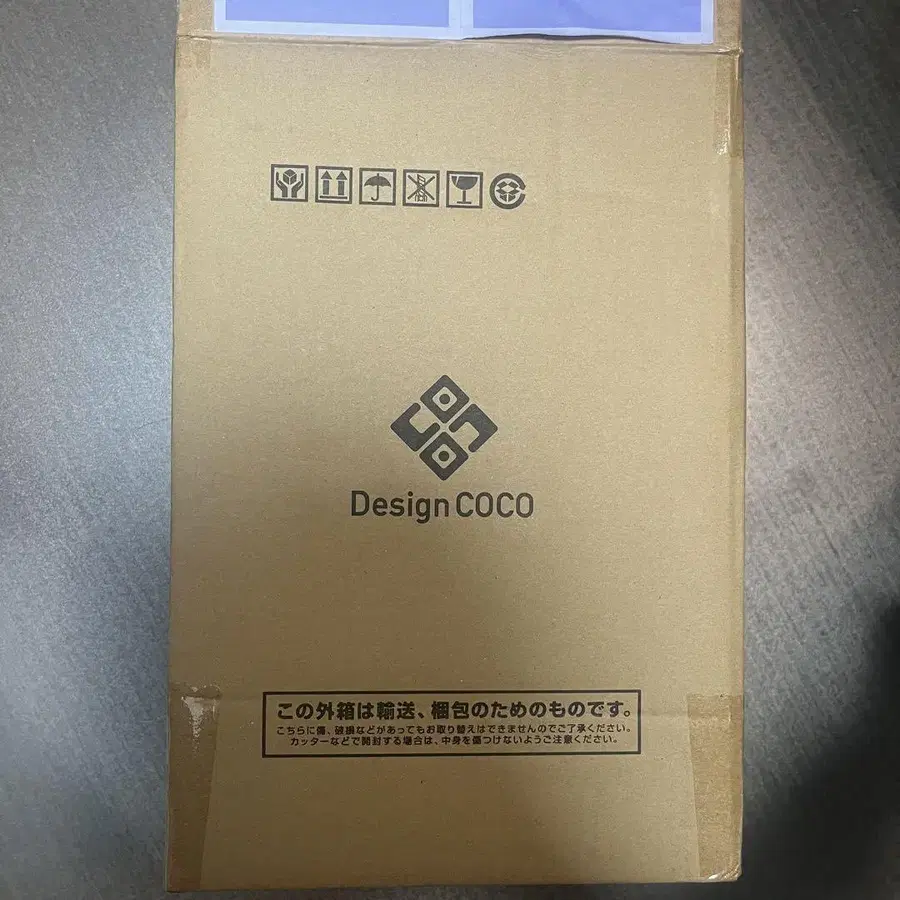 Design COCO
この外箱は輸送、梱包のためのものです。
こちらに傷、破損などがあってもお取り替えはできませんのでご了承ください。
カッターなどで開封する場合は、中身を傷つけないようご注意ください。